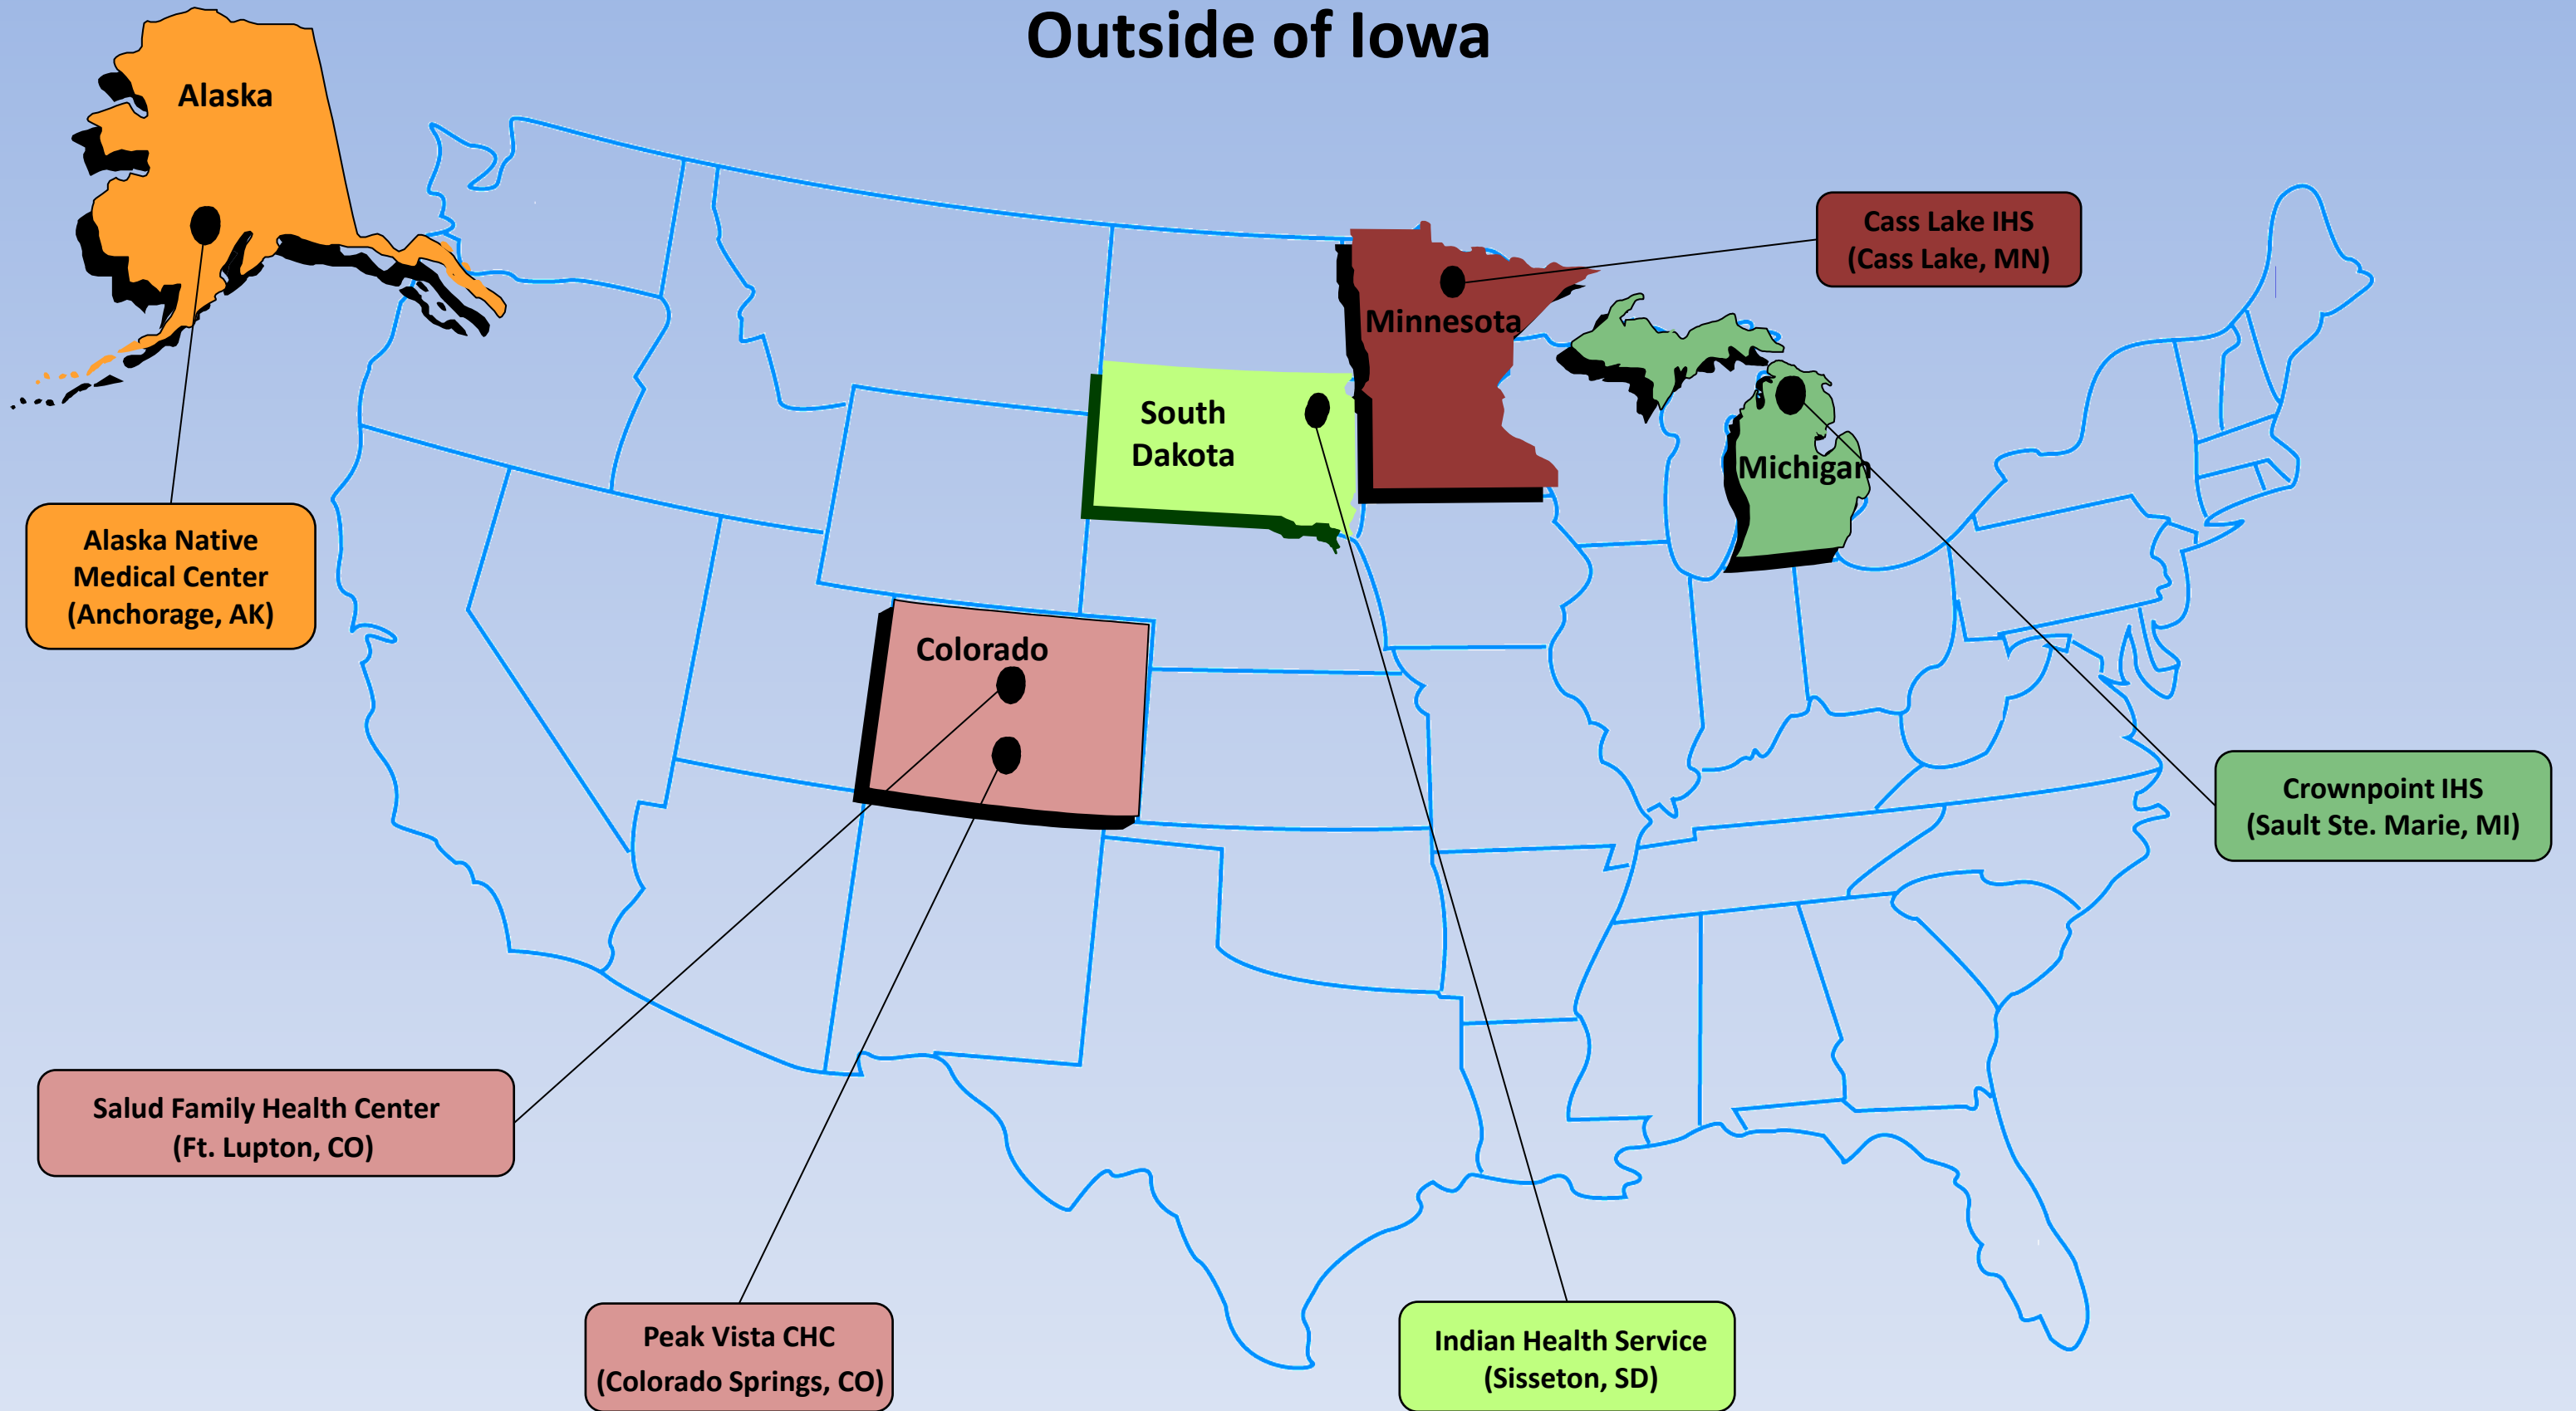 Outside of Iowa
Alaska
Cass Lake IHS
(Cass Lake, MN)
Minnesota
South
Dakota
Michigan
Alaska Native
Medical Center
(Anchorage, AK)
Colorado
Crownpoint IHS
(Sault Ste. Marie, MI)
Salud Family Health Center
(Ft. Lupton, CO)
Peak Vista CHC
(Colorado Springs, CO)
Indian Health Service
(Sisseton, SD)